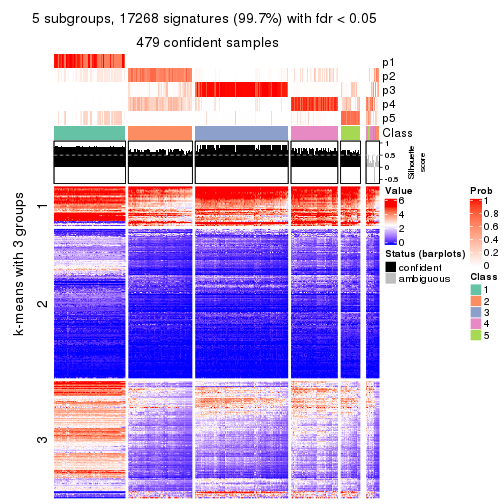 5 subgroups, 17268 signatures (99.7%) with fdr < 0.05
479 confident samples
p1
p2
p3
p4
p5
Class
1
0.5
0
-0.5
Silhouette
score
k-means with 3 groups
1
2
3
Value
6
4
2
0
Status (barplots)
confident
ambiguous
Prob
1
0.8
0.6
0.4
0.2
0
Class
1
2
3
4
5